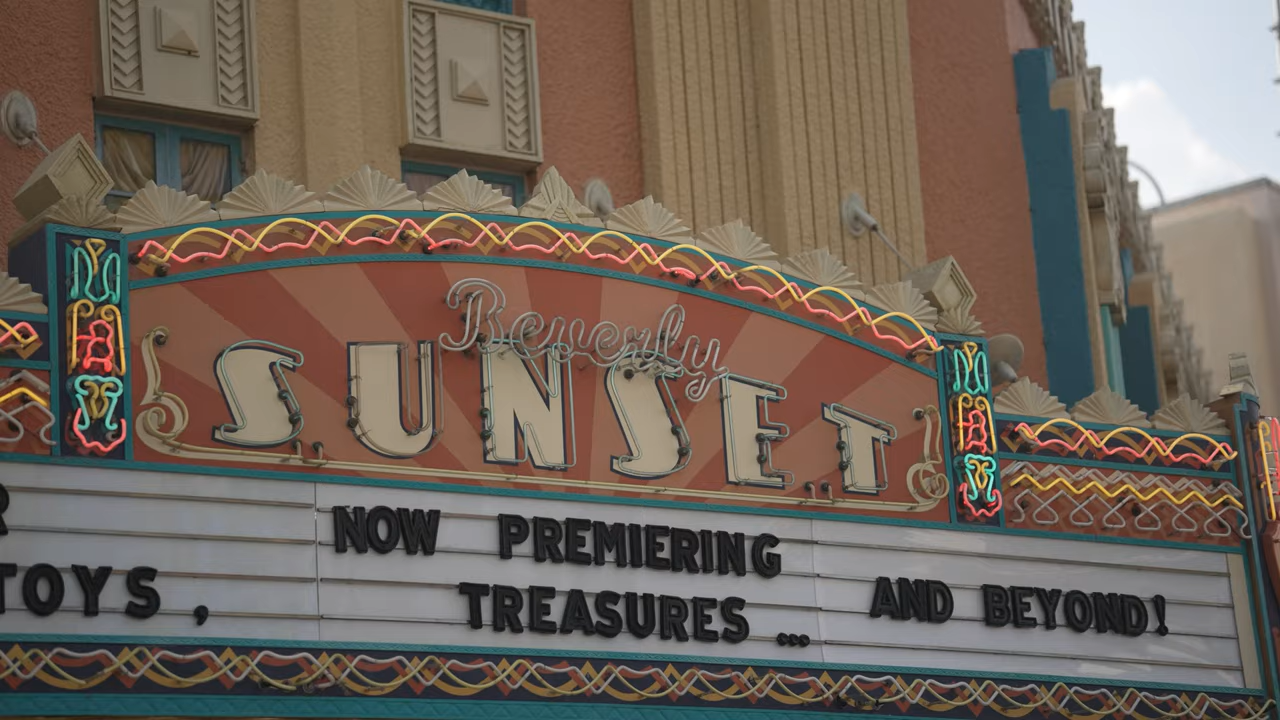 Beverly
SUNSET
NOW PREMIERING
TOYS, TREASURES ... AND BEYOND!